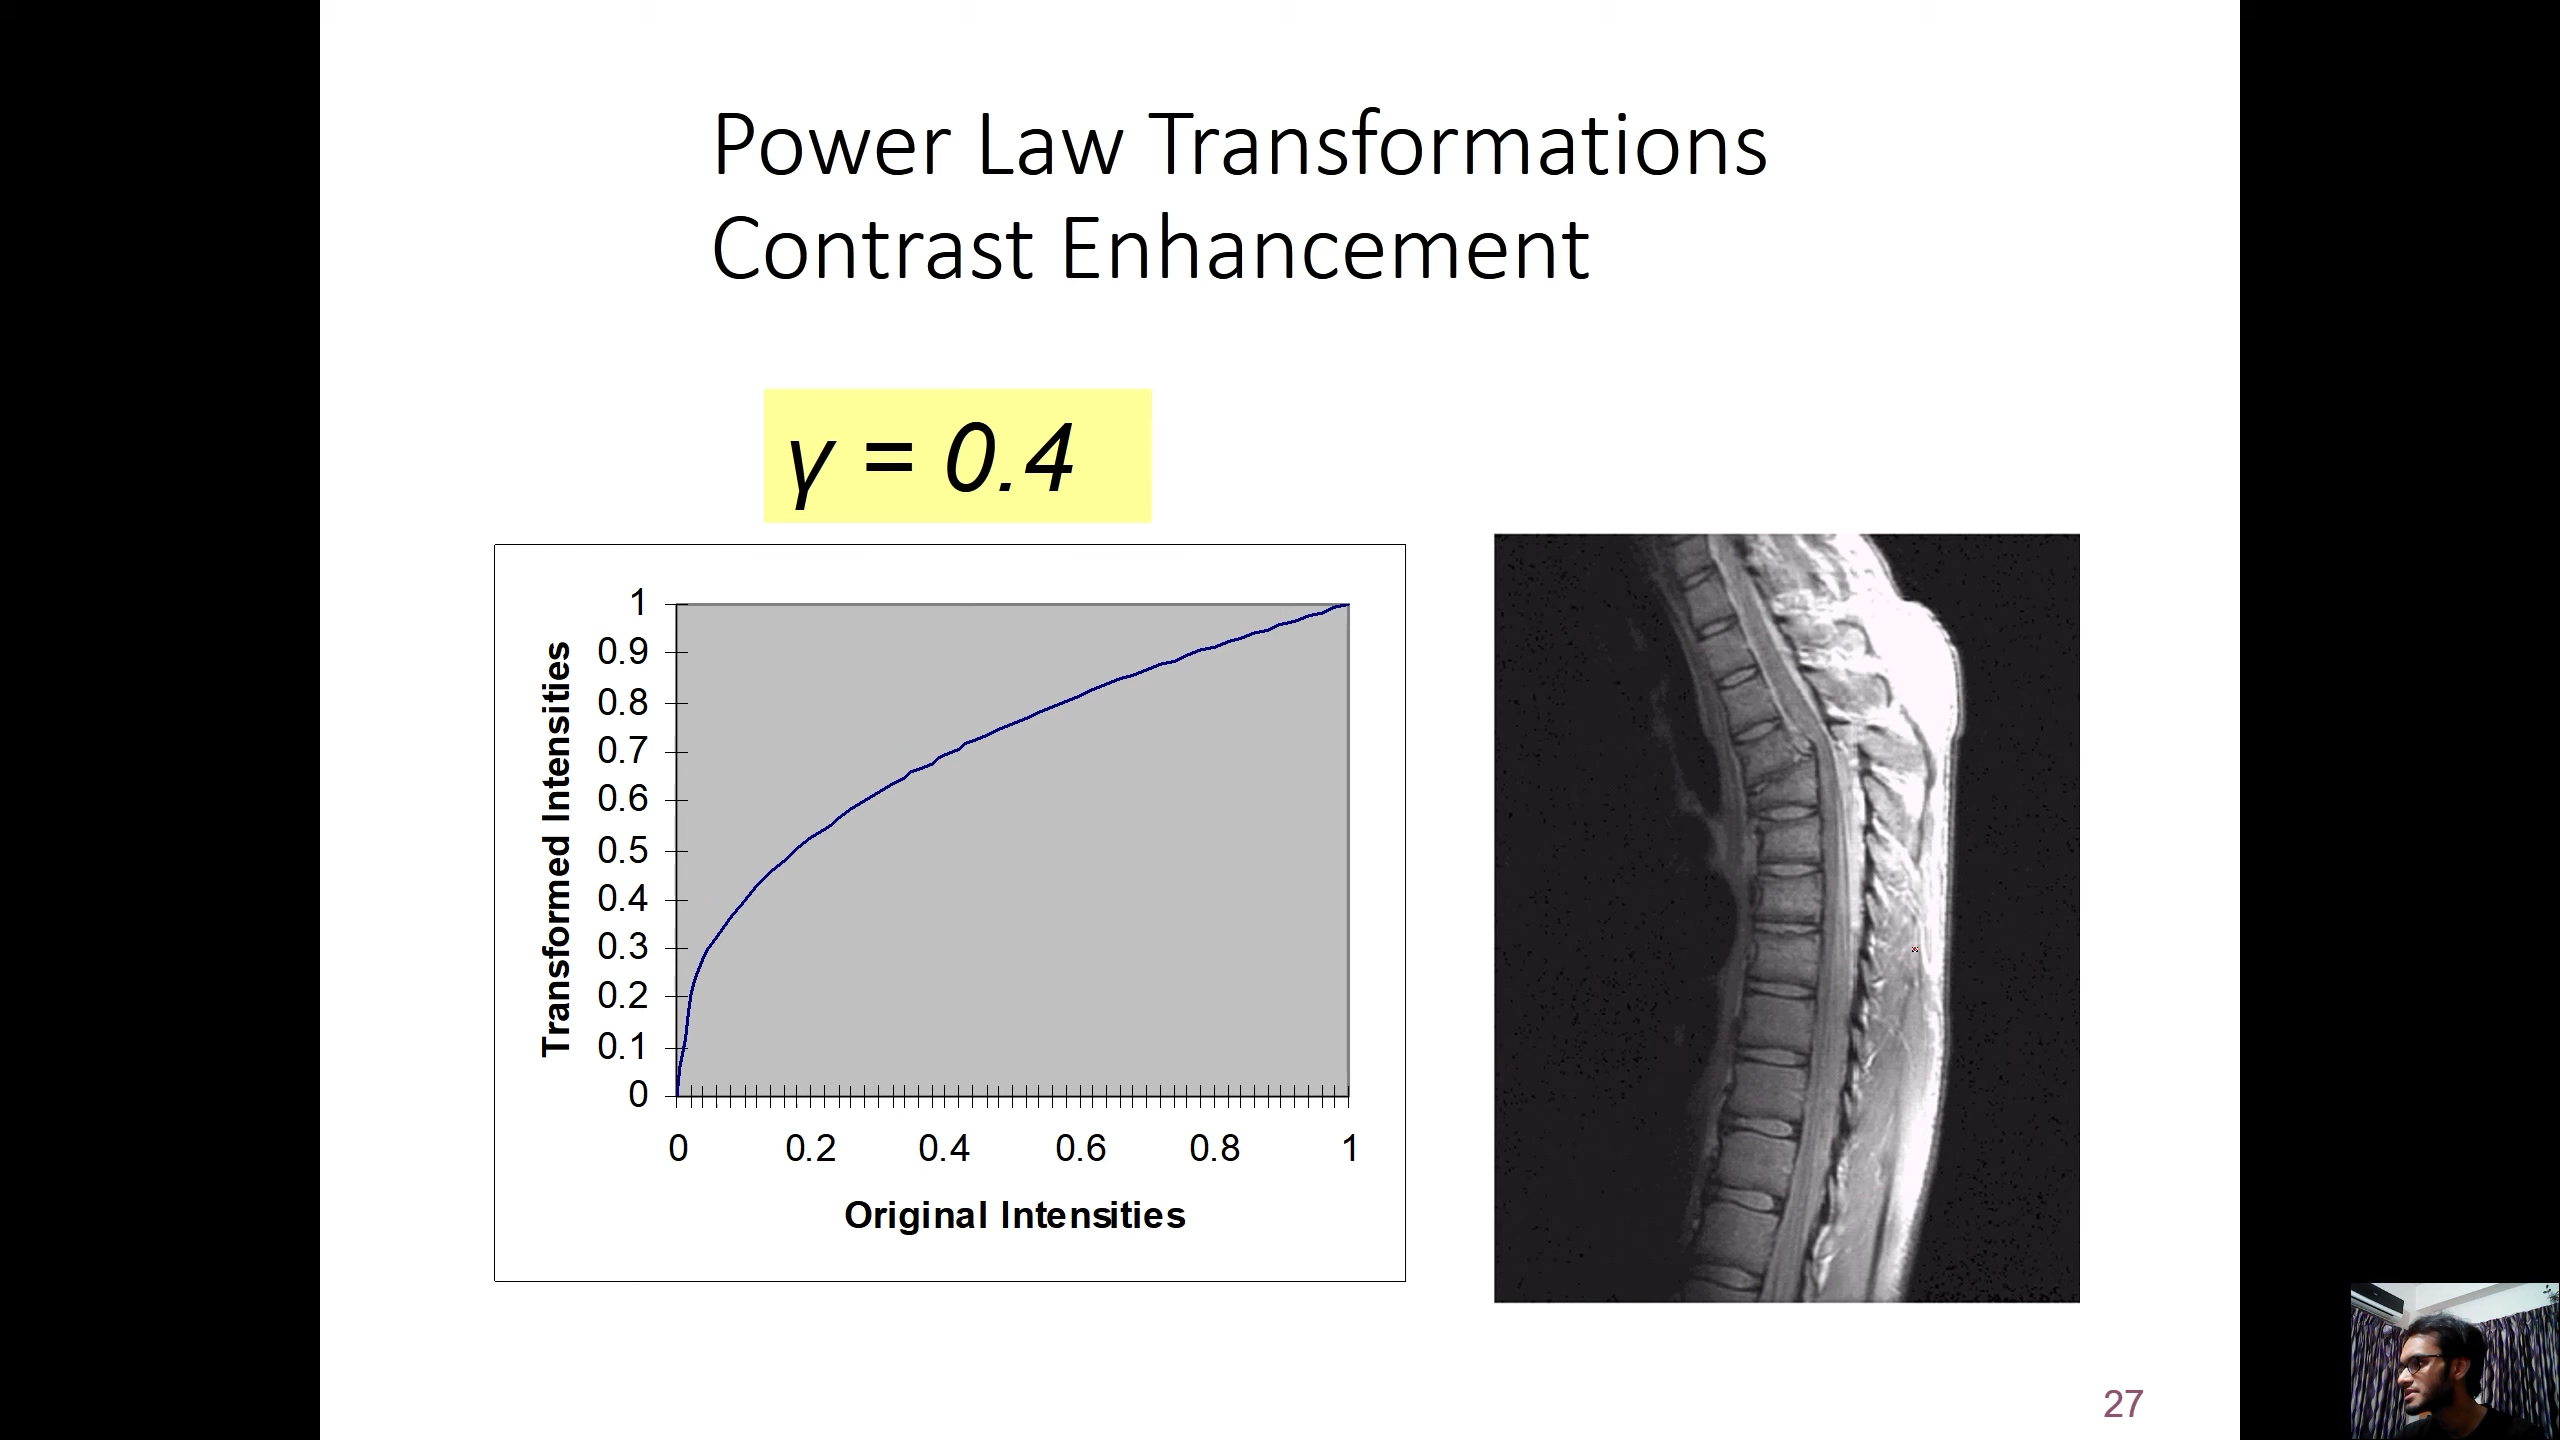 Power Law Transformations
Contrast Enhancement
γ = 0.4
Transformed Intensities
1
0.9
0.8
0.7
0.6
0.5
0.4
0.3
0.2
0.1
0
0 0.2 0.4 0.6 0.8 1
Original Intensities
27